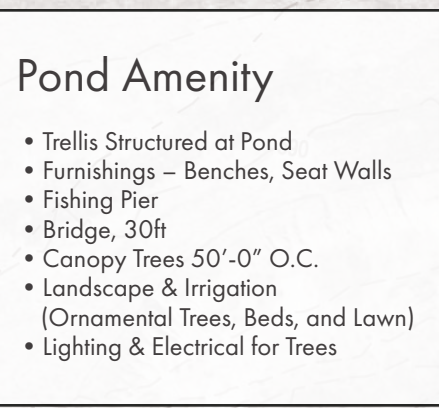 Pond Amenity
• Trellis Structured at Pond
• Furnishings – Benches, Seat Walls
• Fishing Pier
• Bridge, 30ft
• Canopy Trees 50’-0” O.C.
• Landscape & Irrigation
(Ornamental Trees, Beds, and Lawn)
• Lighting & Electrical for Trees